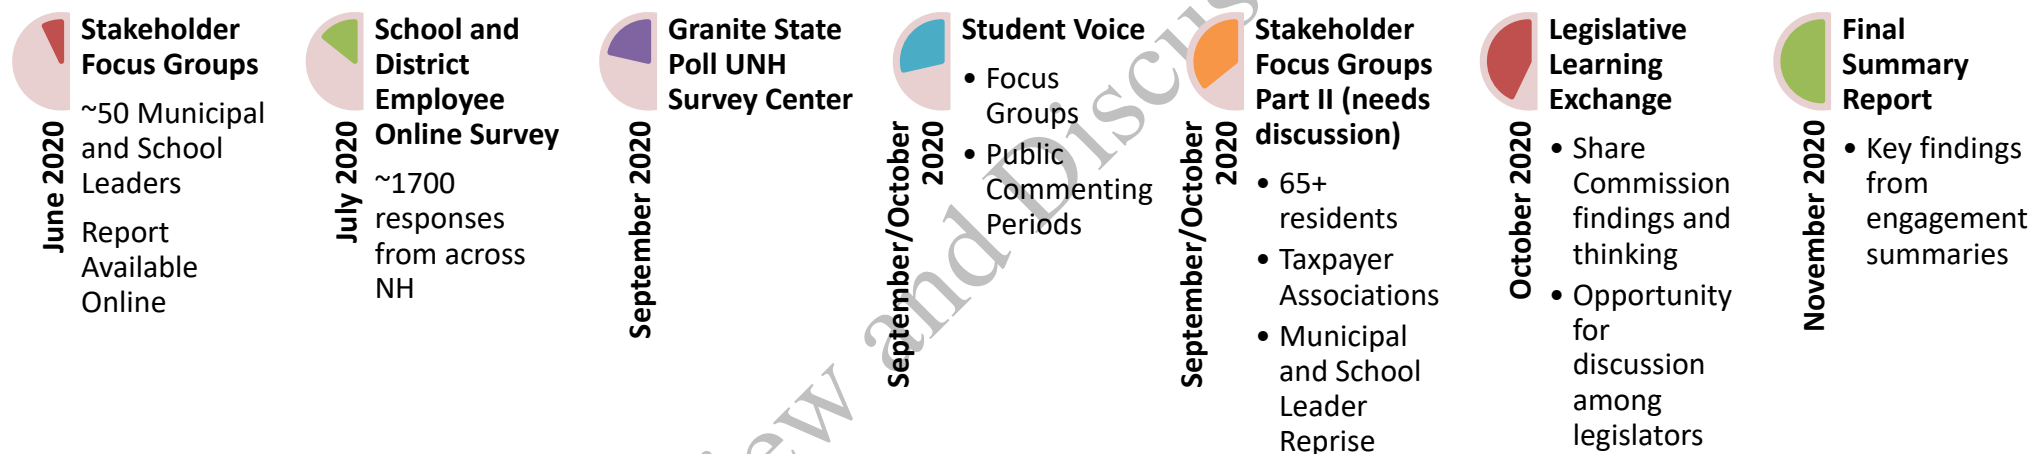 Stakeholder
Focus Groups
~50 Municipal
and School
Leaders
Report
Available
Online
June 2020
School and
District
Employee
Online Survey
~1700
responses
from across
NH
July 2020
Granite State
Poll UNH
Survey Center
September 2020
Student Voice
• Focus
Groups
• Public
Commenting
Periods
September/October
2020
Stakeholder
Focus Groups
Part II (needs
discussion)
• 65+
residents
• Taxpayer
Associations
• Municipal
and School
Leader
Reprise
September/October
2020
Legislative
Learning
Exchange
• Share
Commission
findings and
thinking
• Opportunity
for
discussion
among
legislators
October 2020
Final
Summary
Report
• Key findings
from
engagement
summaries
November 2020
and